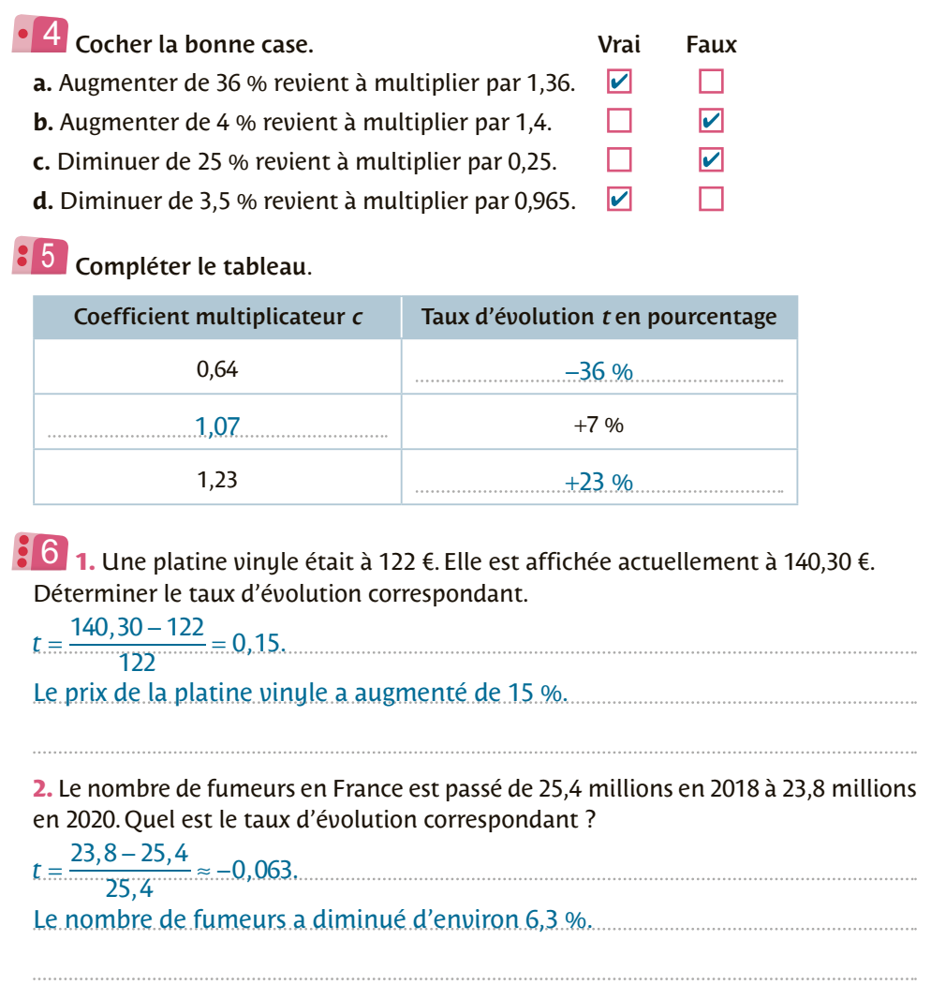 4 Cocher la bonne case. Vrai Faux
a. Augmenter de 36 % revient à multiplier par 1,36. ✔
b. Augmenter de 4 % revient à multiplier par 1,4. ✔
c. Diminuer de 25 % revient à multiplier par 0,25. ✔
d. Diminuer de 3,5 % revient à multiplier par 0,965. ✔
5 Compléter le tableau.
Coefficient multiplicateur c Taux d'évolution t en pourcentage
0,64 –36 %
1,07 +7 %
1,23 +23 %
6 1. Une platine vinyle était à 122 €. Elle est affichée actuellement à 140,30 €.
Déterminer le taux d'évolution correspondant.
t = (140,30 – 122)/122 = 0,15.
Le prix de la platine vinyle a augmenté de 15 %.
2. Le nombre de fumeurs en France est passé de 25,4 millions en 2018 à 23,8 millions
en 2020. Quel est le taux d'évolution correspondant ?
t = (23,8 – 25,4)/25,4 ≈ –0,063.
Le nombre de fumeurs a diminué d'environ 6,3 %.